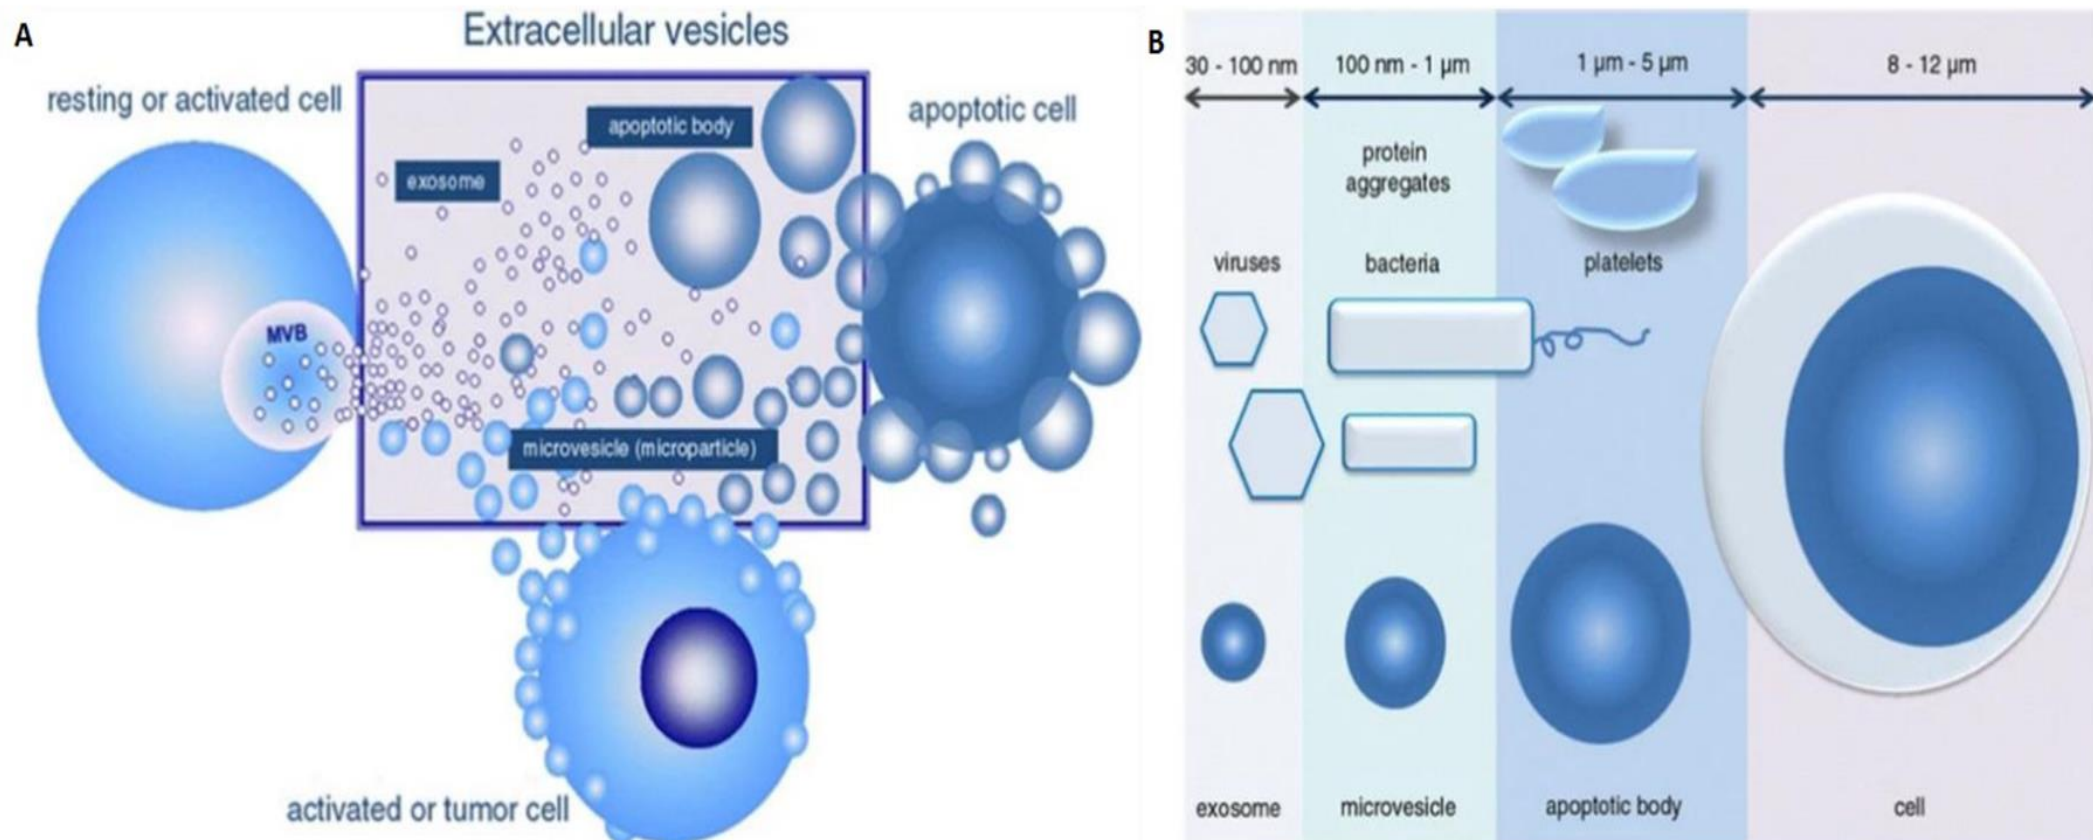 A
Extracellular vesicles
resting or activated cell
apoptotic body
exosome
apoptotic cell
MVB
microvesicle (microparticle)
activated or tumor cell
B
30 - 100 nm
100 nm - 1 µm
1 µm - 5 µm
8 - 12 µm
protein
aggregates
viruses
bacteria
platelets
exosome
microvesicle
apoptotic body
cell